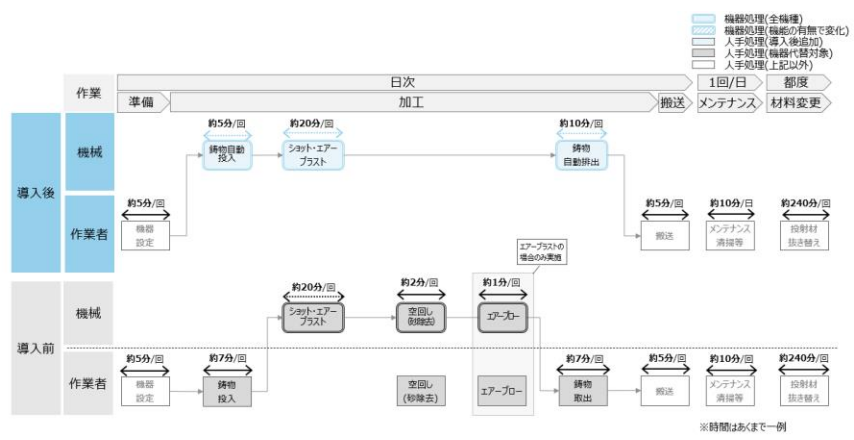 機器処理(全機種)
機器処理(機能の有無で変化)
人手処理(導入後追加)
人手処理(機器代替対象)
人手処理(上記以外)
作業
日次
1回/日
都度
準備
加工
搬送
メンテナンス
材料変更
導入後
機械
約5分/回
約20分/回
約10分/回
鋳物自動
投入
ショット・エアー
ブラスト
鋳物
自動排出
作業者
約5分/回
約5分/回
約10分/日
約240分/回
機器
設定
搬送
メンテナンス
清掃等
投射材
抜き替え
エアーブラストの
場合のみ実施
導入前
機械
約20分/回
約2分/回
約1分/回
ショット・エアー
ブラスト
空回し
(砂除去)
エアーブロー
作業者
約5分/回
約7分/回
約7分/回
約5分/回
約10分/日
約240分/回
機器
設定
鋳物
投入
空回し
(砂除去)
エアーブロー
鋳物
取出
搬送
メンテナンス
清掃等
投射材
抜き替え
※時間はあくまで一例